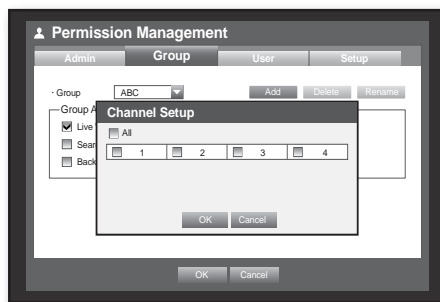 Permission Management
Admin Group User Setup
· Group ABC Add Delete Rename
Group A
Channel Setup
Live
All
Sear
1 2 3 4
Back
OK Cancel
OK Cancel